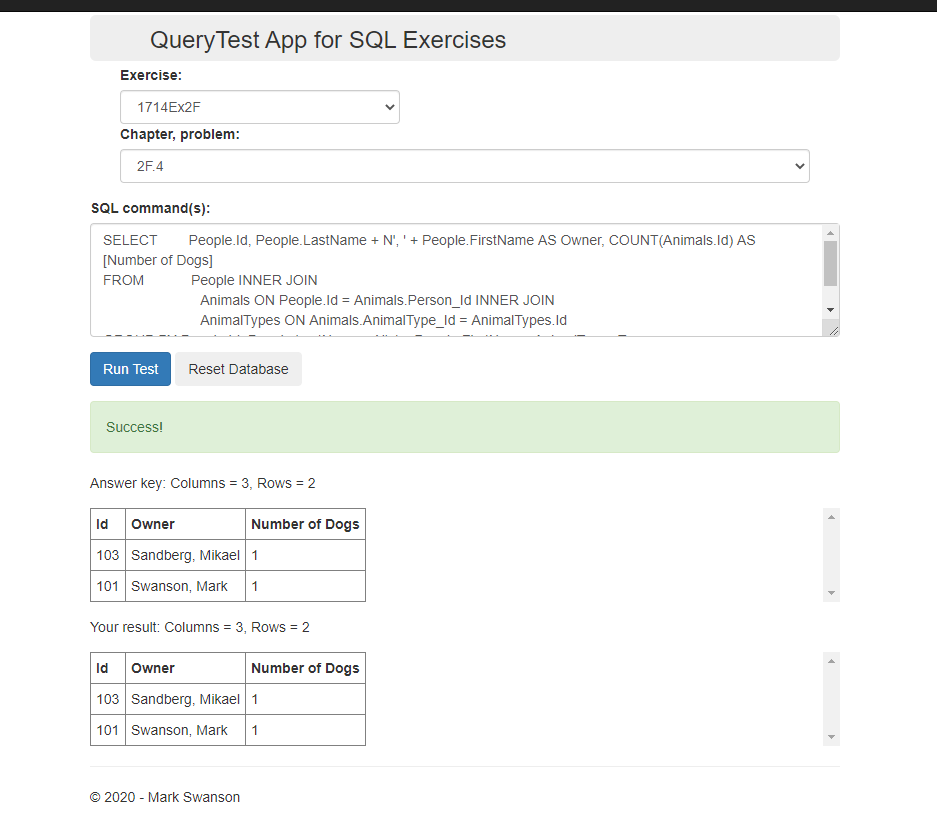 QueryTest App for SQL Exercises
Exercise:
1714Ex2F
Chapter, problem:
2F.4
SQL command(s):
SELECT People.Id, People.LastName + N', ' + People.FirstName AS Owner, COUNT(Animals.Id) AS
[Number of Dogs]
FROM People INNER JOIN
Animals ON People.Id = Animals.Person_Id INNER JOIN
AnimalTypes ON Animals.AnimalType_Id = AnimalTypes.Id
Run Test Reset Database
Success!
Answer key: Columns = 3, Rows = 2
Id Owner Number of Dogs
103 Sandberg, Mikael 1
101 Swanson, Mark 1
Your result: Columns = 3, Rows = 2
Id Owner Number of Dogs
103 Sandberg, Mikael 1
101 Swanson, Mark 1
© 2020 - Mark Swanson